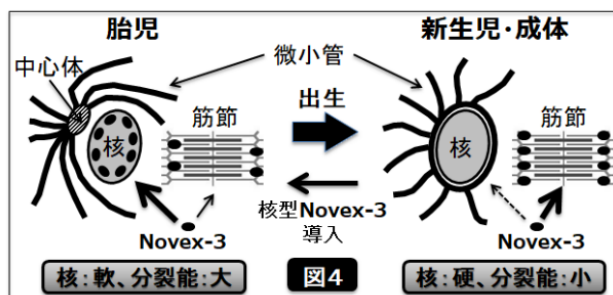 胎児
新生児・成体
中心体
微小管
出生
核
筋節
核
筋節
核型Novex-3
導入
Novex-3
Novex-3
核:軟、分裂能:大
図4
核:硬、分裂能:小